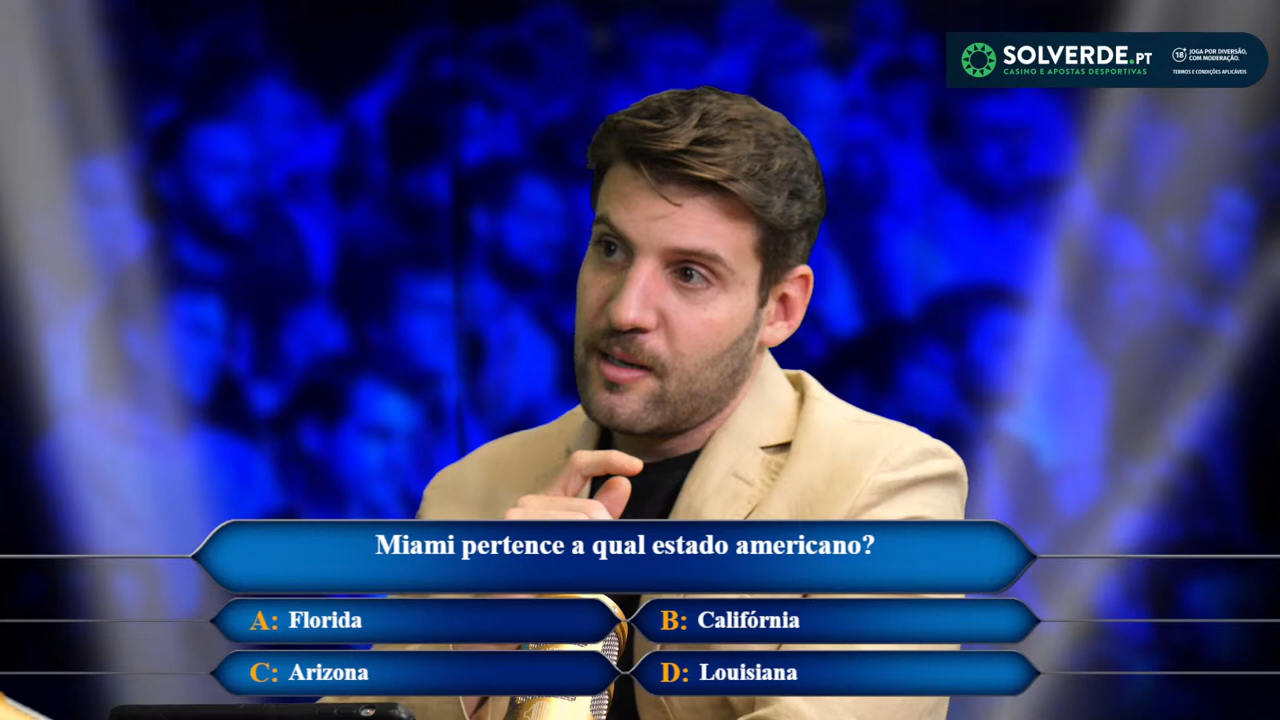 SOLVERDE.PT
CASINO E APOSTAS DESPORTIVAS
18+ JOGA POR DIVERSÃO,
COM MODERAÇÃO.
TERMOS E CONDIÇÕES APLICÁVEIS
Miami pertence a qual estado americano?
A: Florida
B: Califórnia
C: Arizona
D: Louisiana